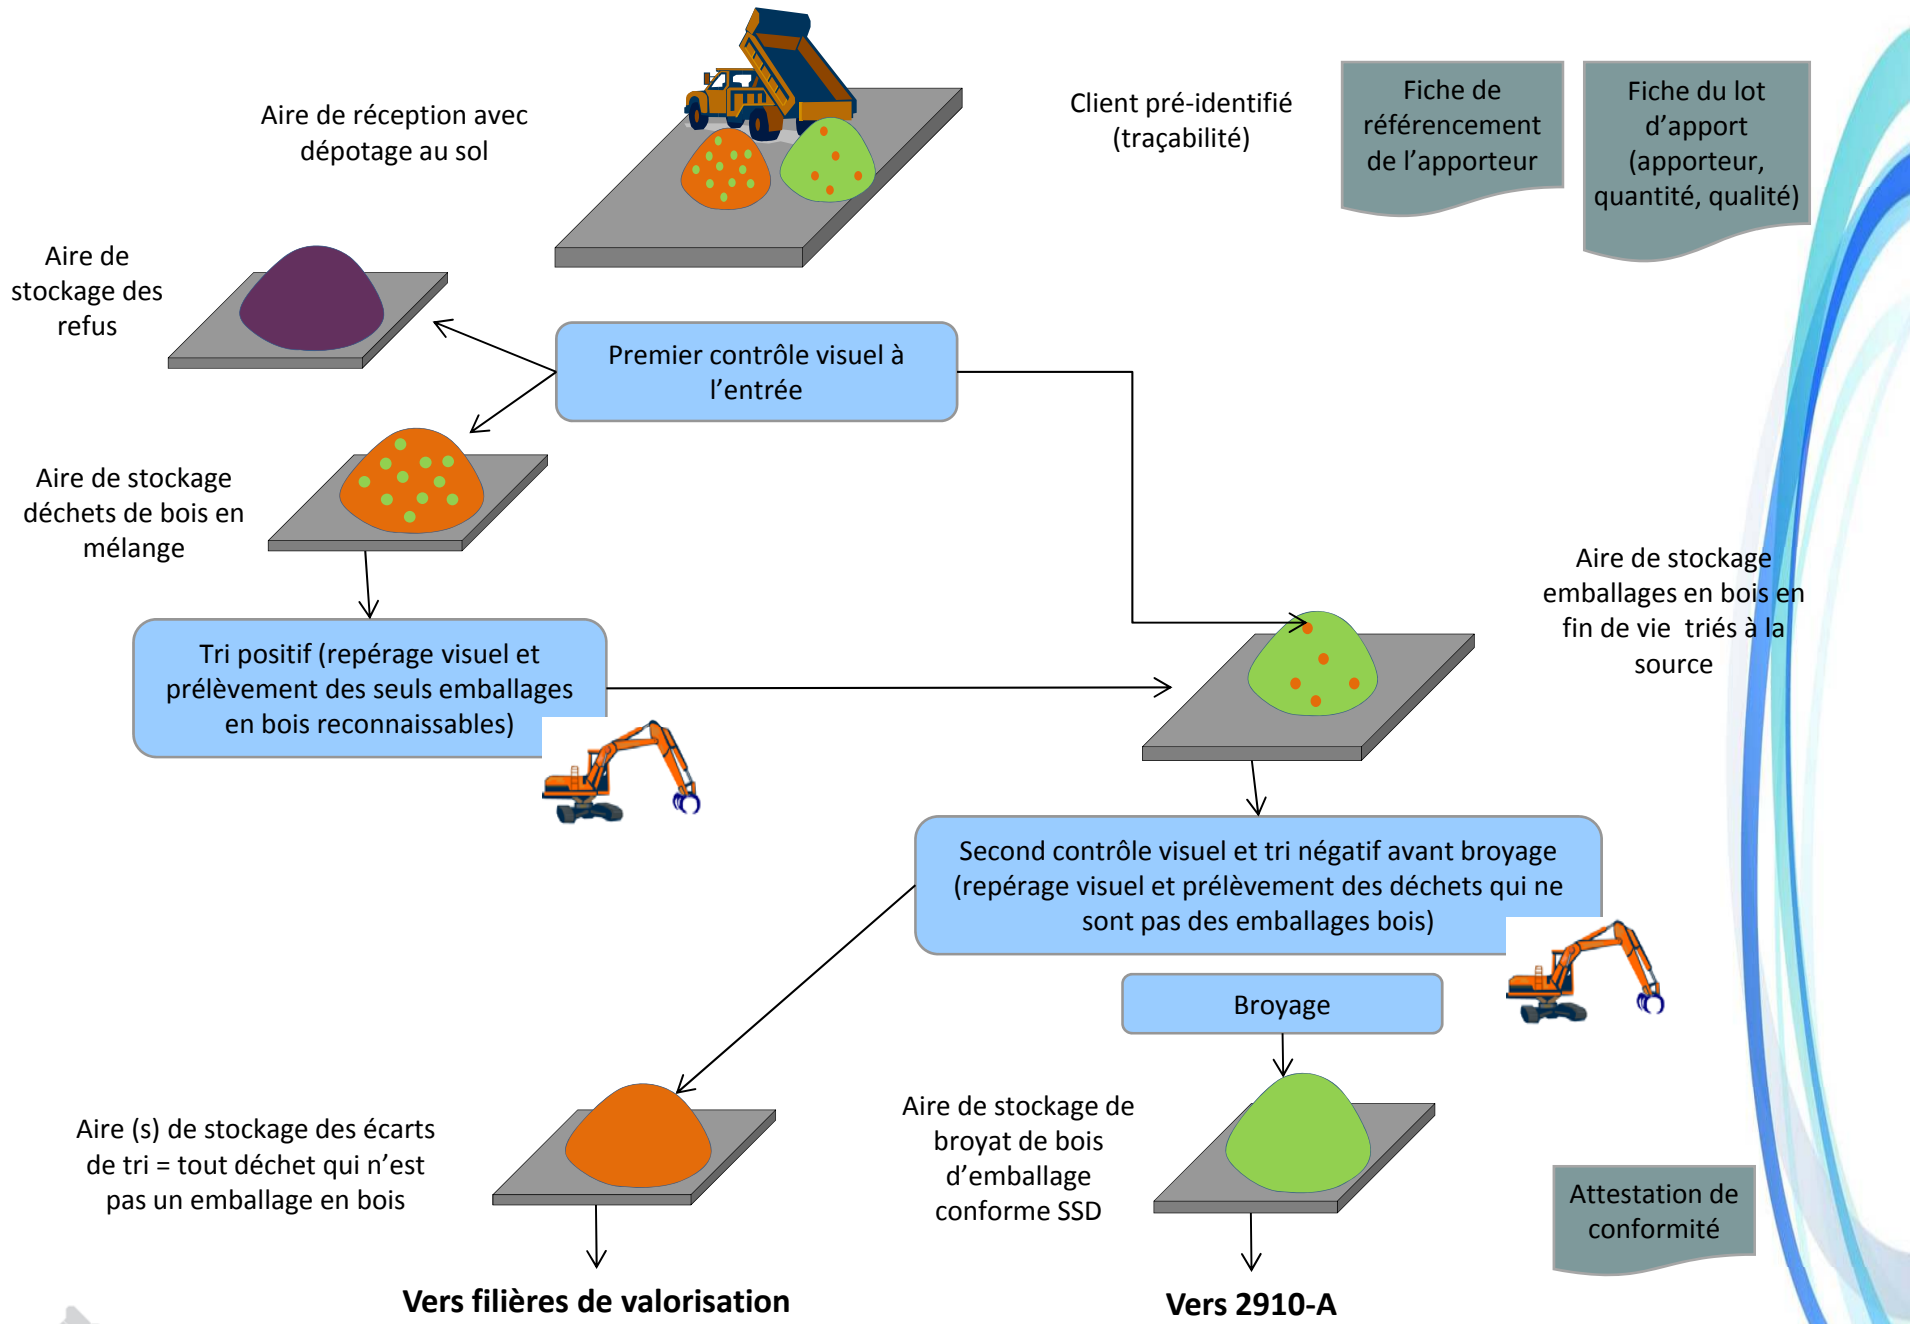 Aire de réception avec
dépotage au sol
Client pré-identifié
(traçabilité)
Fiche de
référencement
de l’apporteur
Fiche du lot
d’apport
(apporteur,
quantité, qualité)
Aire de
stockage des
refus
Premier contrôle visuel à
l’entrée
Aire de stockage
déchets de bois en
mélange
Aire de stockage
emballages en bois en
fin de vie  triés à la
source
Tri positif (repérage visuel et
prélèvement des seuls emballages
en bois reconnaissables)
Second contrôle visuel et tri négatif avant broyage
(repérage visuel et prélèvement des déchets qui ne
sont pas des emballages bois)
Broyage
Aire (s) de stockage des écarts
de tri = tout déchet qui n’est
pas un emballage en bois
Aire de stockage de
broyat de bois
d’emballage
conforme SSD
Attestation de
conformité
Vers filières de valorisation
Vers 2910-A